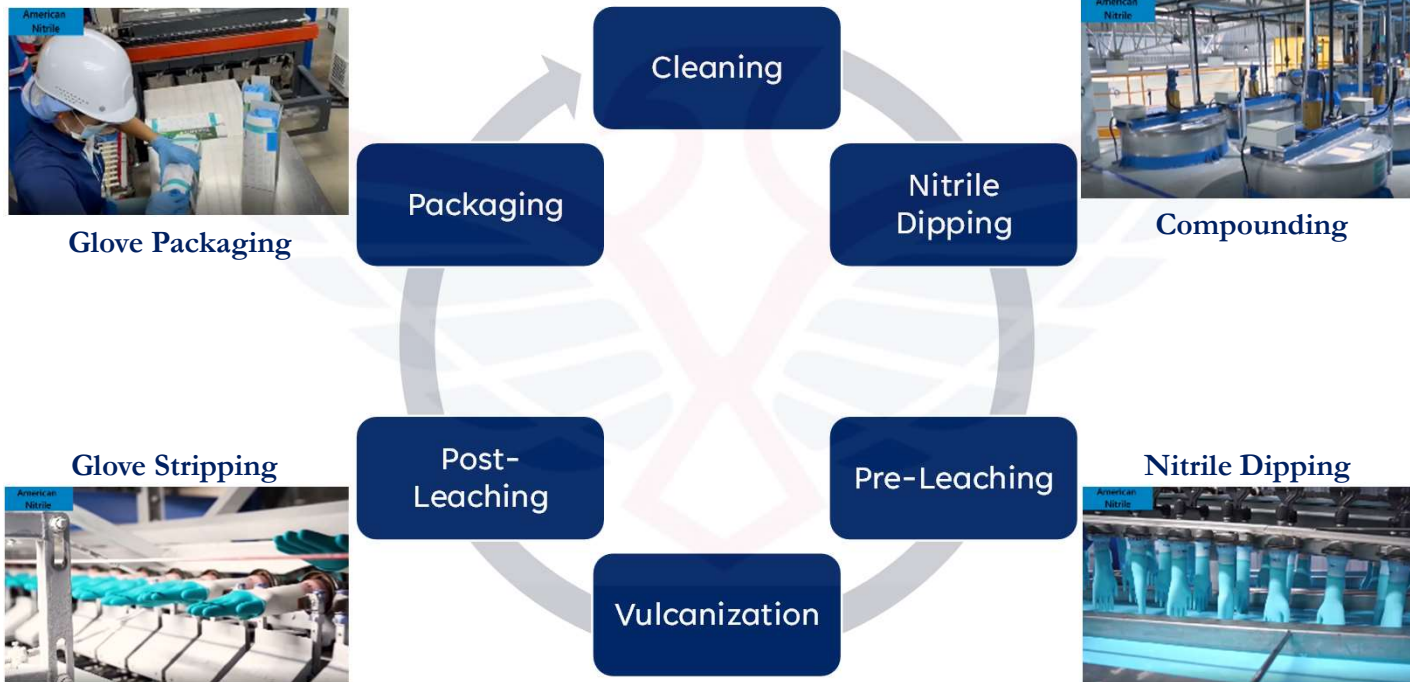 American
Nitrile
Glove Packaging
Cleaning
American
Nitrile
Compounding
Packaging
Nitrile
Dipping
Glove Stripping
American
Nitrile
Post-
Leaching
Pre-Leaching
Nitrile Dipping
American
Nitrile
Vulcanization